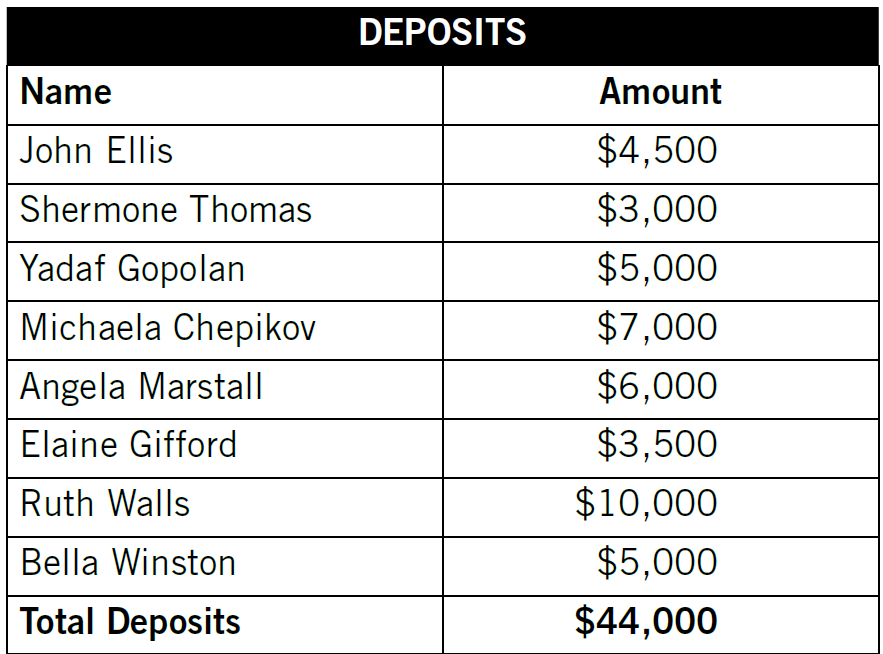 DEPOSITS
Name Amount
John Ellis $4,500
Shermone Thomas $3,000
Yadaf Gopolan $5,000
Michaela Chepikov $7,000
Angela Marstall $6,000
Elaine Gifford $3,500
Ruth Walls $10,000
Bella Winston $5,000
Total Deposits $44,000